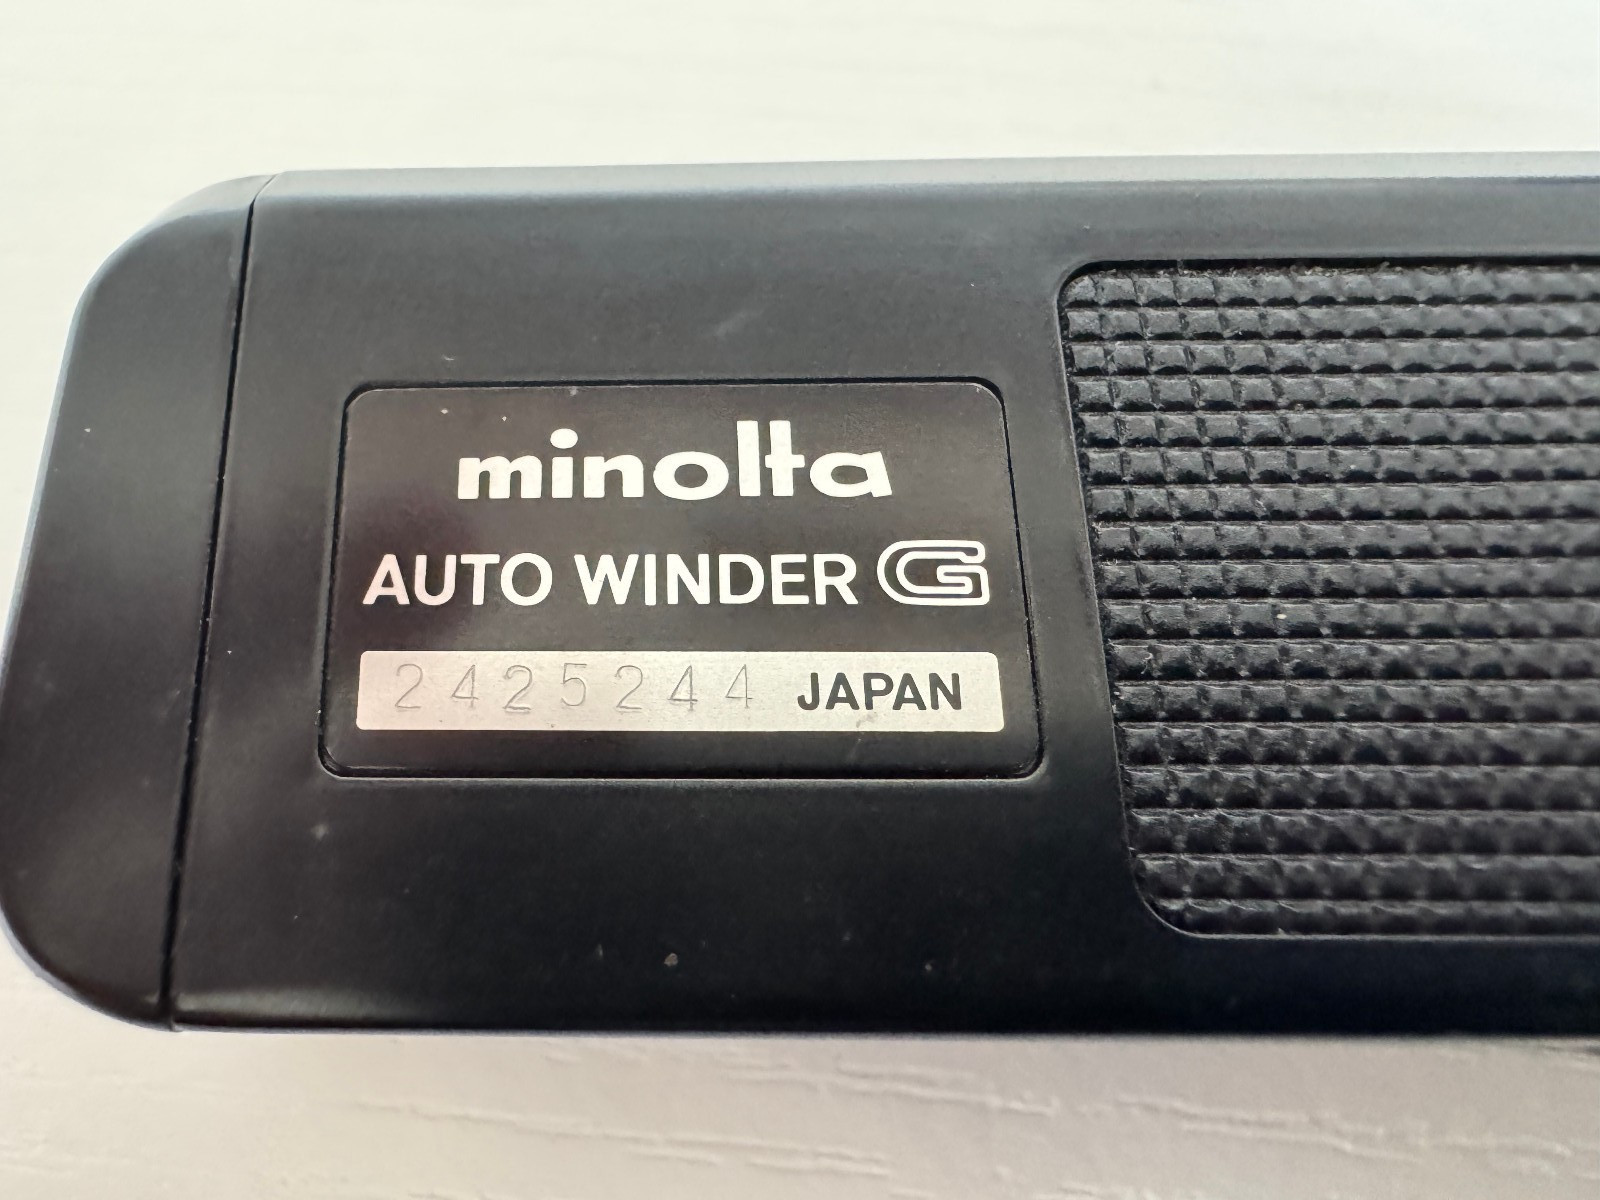 minolta
AUTO WINDER G
2425244 JAPAN